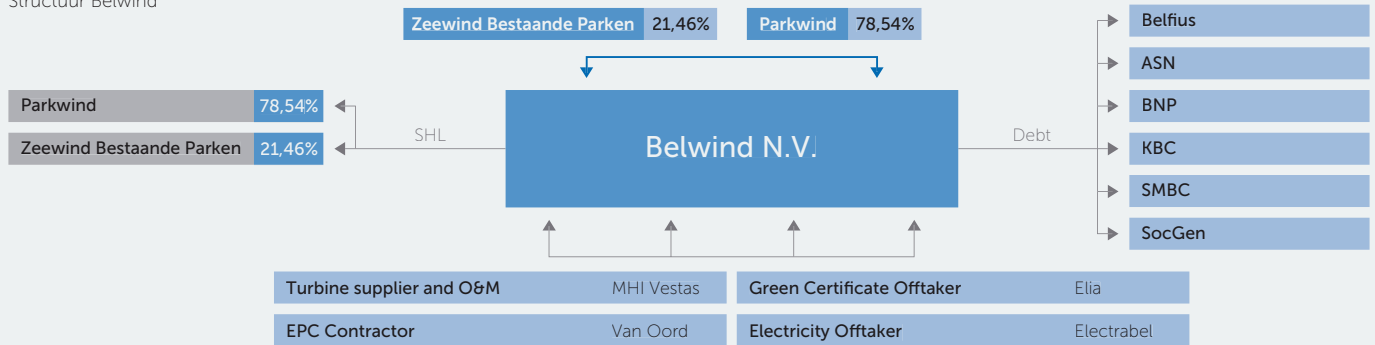 Structuur Belwind
Zeewind Bestaande Parken 21,46% Parkwind 78,54%
Belfius
ASN
Parkwind 78,54%
BNP
SHL
Belwind N.V.
Debt
Zeewind Bestaande Parken 21,46%
KBC
SMBC
SocGen
Turbine supplier and O&M MHI Vestas
Green Certificate Offtaker Elia
EPC Contractor Van Oord
Electricity Offtaker Electrabel